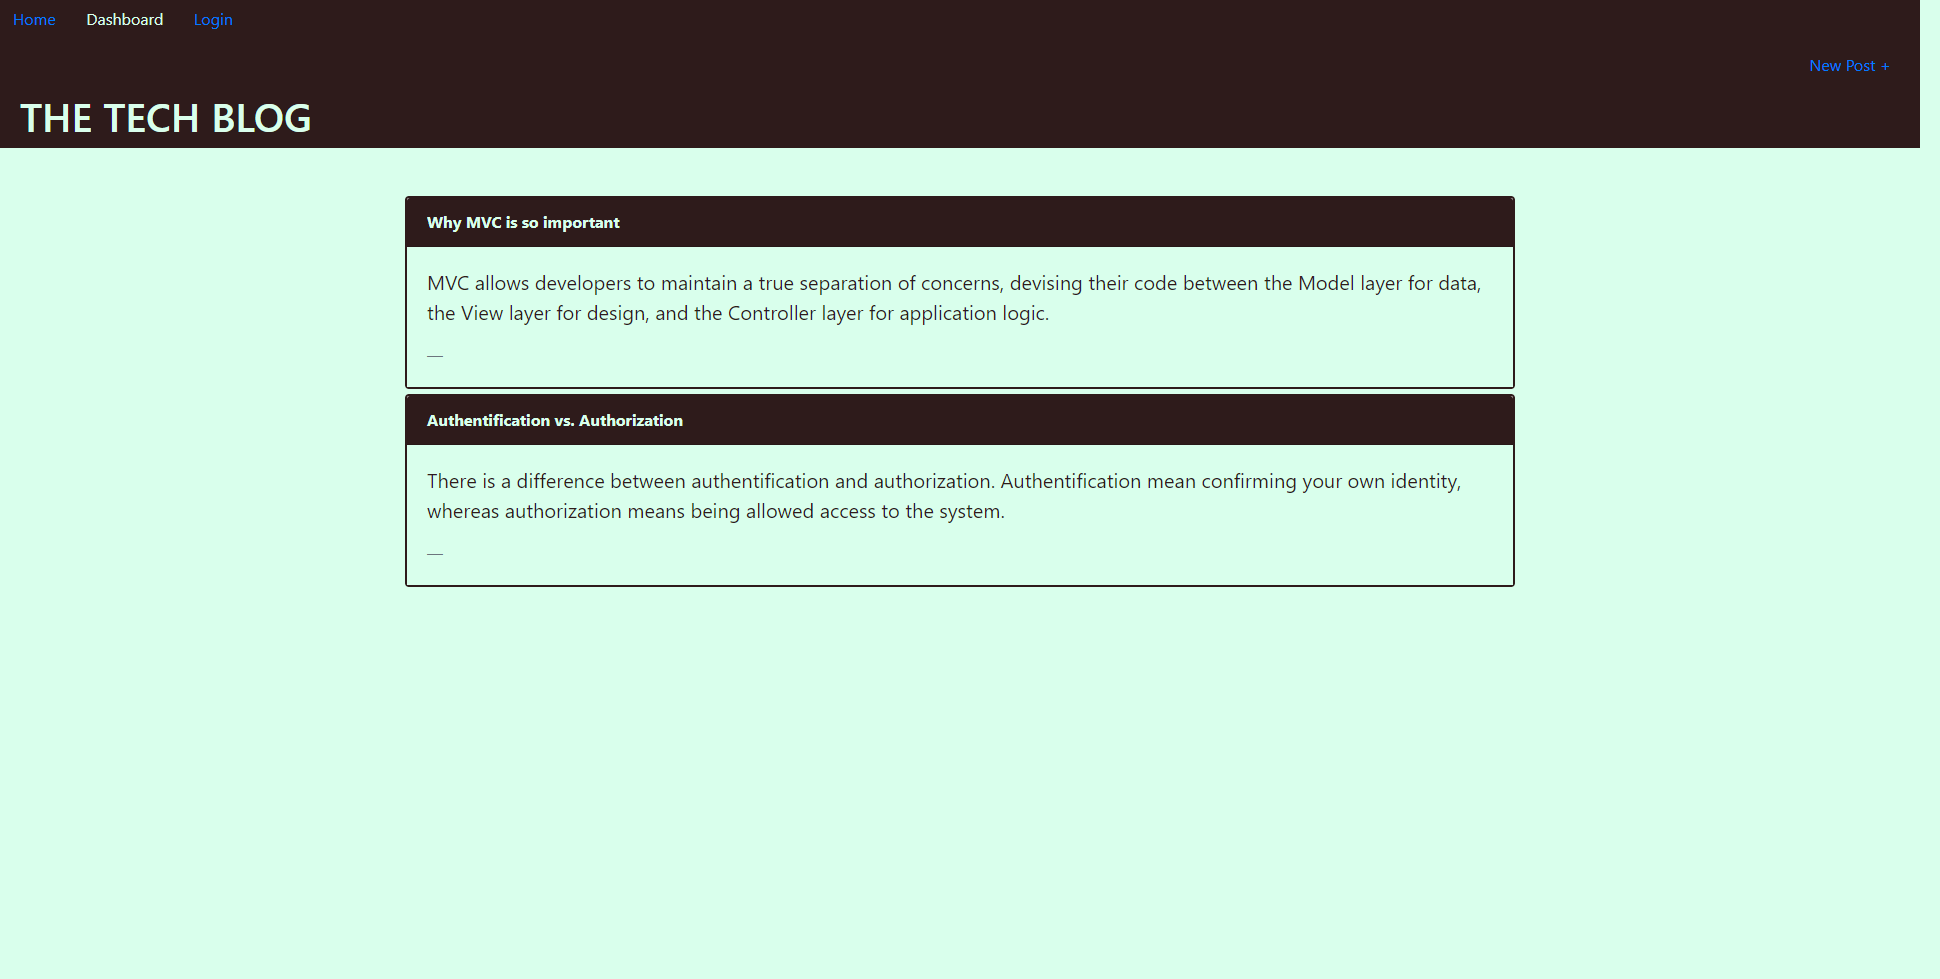 Home Dashboard Login
New Post +
THE TECH BLOG
Why MVC is so important
MVC allows developers to maintain a true separation of concerns, devising their code between the Model layer for data,
the View layer for design, and the Controller layer for application logic.
—
Authentification vs. Authorization
There is a difference between authentification and authorization. Authentification mean confirming your own identity,
whereas authorization means being allowed access to the system.
—